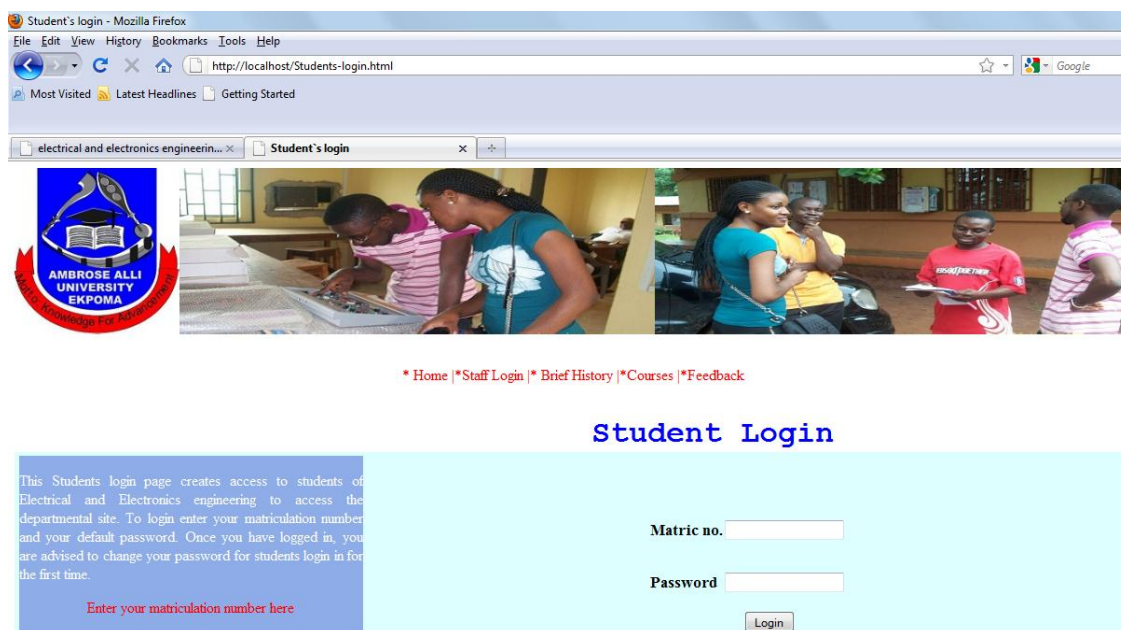 Student`s login - Mozilla Firefox
File Edit View History Bookmarks Tools Help
http://localhost/Students-login.html
Google
Most Visited Latest Headlines Getting Started
electrical and electronics engineerin...
Student`s login
AMBROSE ALLI
UNIVERSITY
EKPOMA
Motto: Knowledge For Advancement
* Home |*Staff Login |* Brief History |*Courses |*Feedback
Student Login
This Students login page creates access to students of
Electrical and Electronics engineering to access the
departmental site. To login enter your matriculation number
and your default password. Once you have logged in, you
are advised to change your password for students login in for
the first time.
Enter your matriculation number here
Matric no.
Password
Login